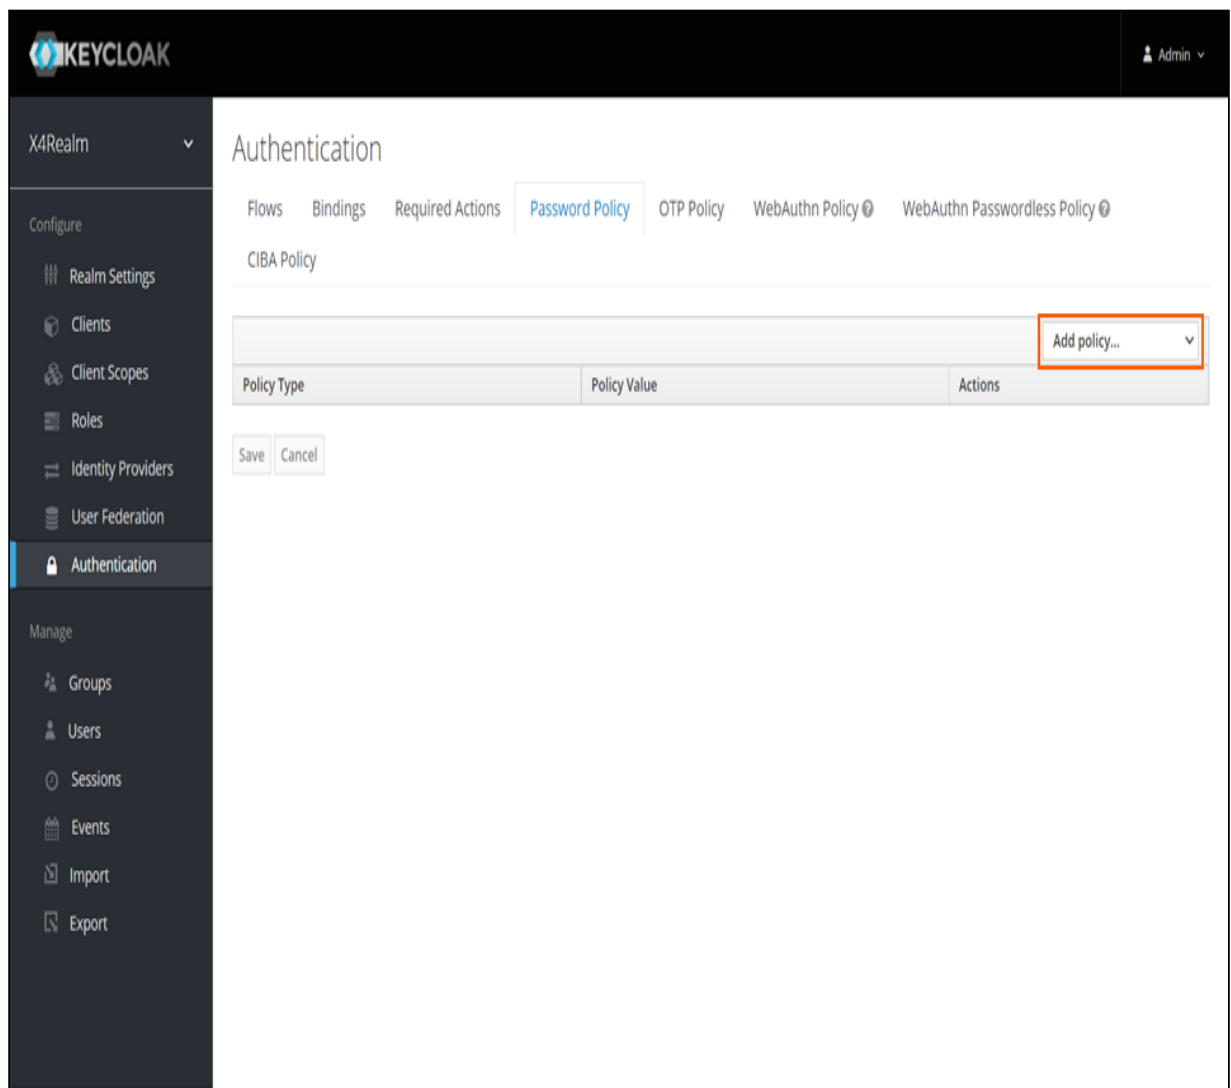 KEYCLOAK
Admin
X4Realm
Authentication
Flows Bindings Required Actions Password Policy OTP Policy WebAuthn Policy WebAuthn Passwordless Policy
CIBA Policy
Configure
Realm Settings
Clients
Client Scopes
Roles
Identity Providers
User Federation
Authentication
Manage
Groups
Users
Sessions
Events
Import
Export
Add policy...
Policy Type Policy Value Actions
Save Cancel